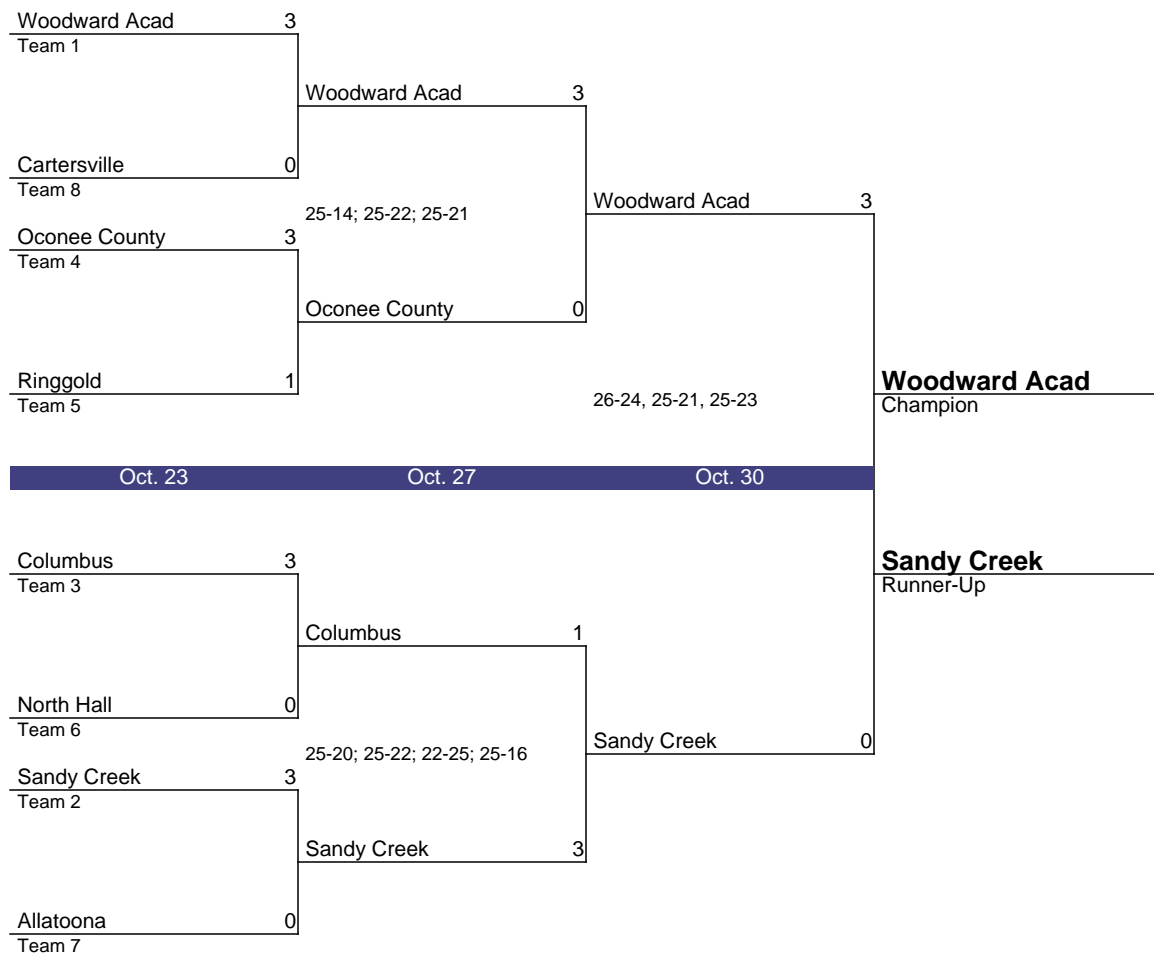 Woodward Acad 3
Team 1
Woodward Acad 3
Cartersville 0
Team 8
25-14; 25-22; 25-21
Woodward Acad 3
Oconee County 3
Team 4
Oconee County 0
Ringgold 1
Team 5
26-24, 25-21, 25-23
Woodward Acad
Champion
Oct. 23 Oct. 27 Oct. 30
Columbus 3
Team 3
Sandy Creek
Runner-Up
Columbus 1
North Hall 0
Team 6
25-20; 25-22; 22-25; 25-16
Sandy Creek 0
Sandy Creek 3
Team 2
Sandy Creek 3
Allatoona 0
Team 7